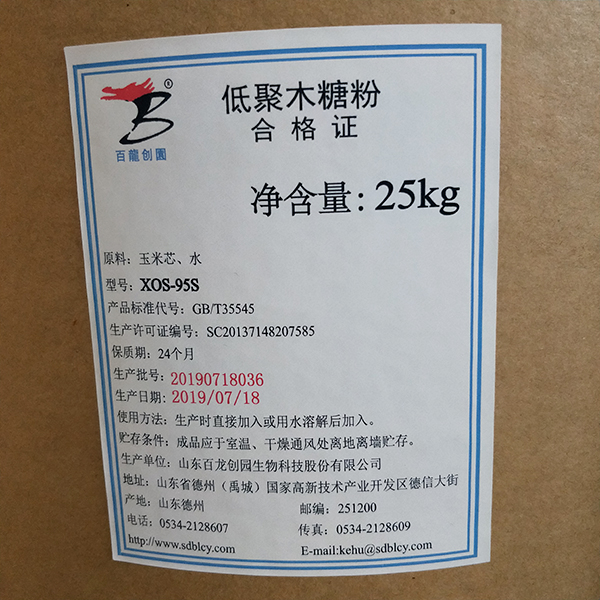 ®
百龍创園
低聚木糖粉
合格证
净含量：25kg
原料：玉米芯、水
型号：XOS-95S
产品标准代号：GB/T35545
生产许可证编号：SC20137148207585
保质期：24个月
生产批号：20190718036
生产日期：2019/07/18
使用方法：生产时直接加入或用水溶解后加入。
贮存条件：成品应于室温、干燥通风处离地离墙贮存。
生产单位：山东百龙创园生物科技股份有限公司
地址：山东省德州（禹城）国家高新技术产业开发区德信大街
产地：山东德州 邮编：251200
电话：0534-2128607 传真：0534-2128609
http://www.sdblcy.com E-mail:kehu@sdblcy.com